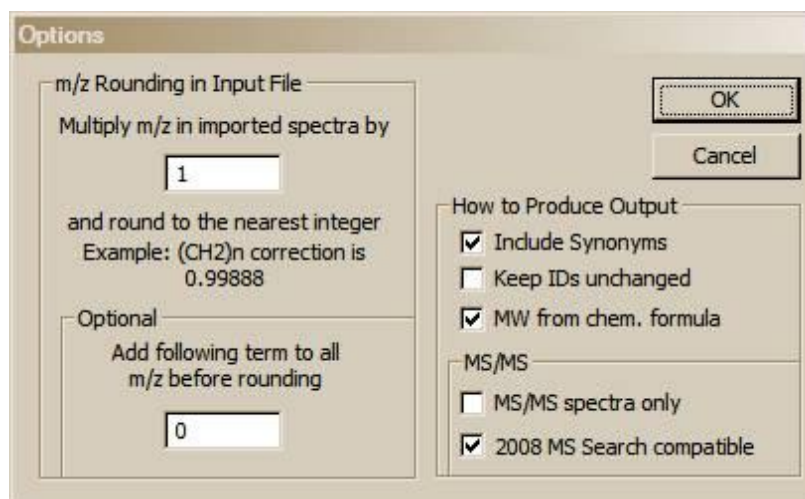 Options
m/z Rounding in Input File
Multiply m/z in imported spectra by
1
and round to the nearest integer
Example: (CH2)n correction is
0.99888
Optional
Add following term to all
m/z before rounding
0
OK
Cancel
How to Produce Output
Include Synonyms
Keep IDs unchanged
MW from chem. formula
MS/MS
MS/MS spectra only
2008 MS Search compatible